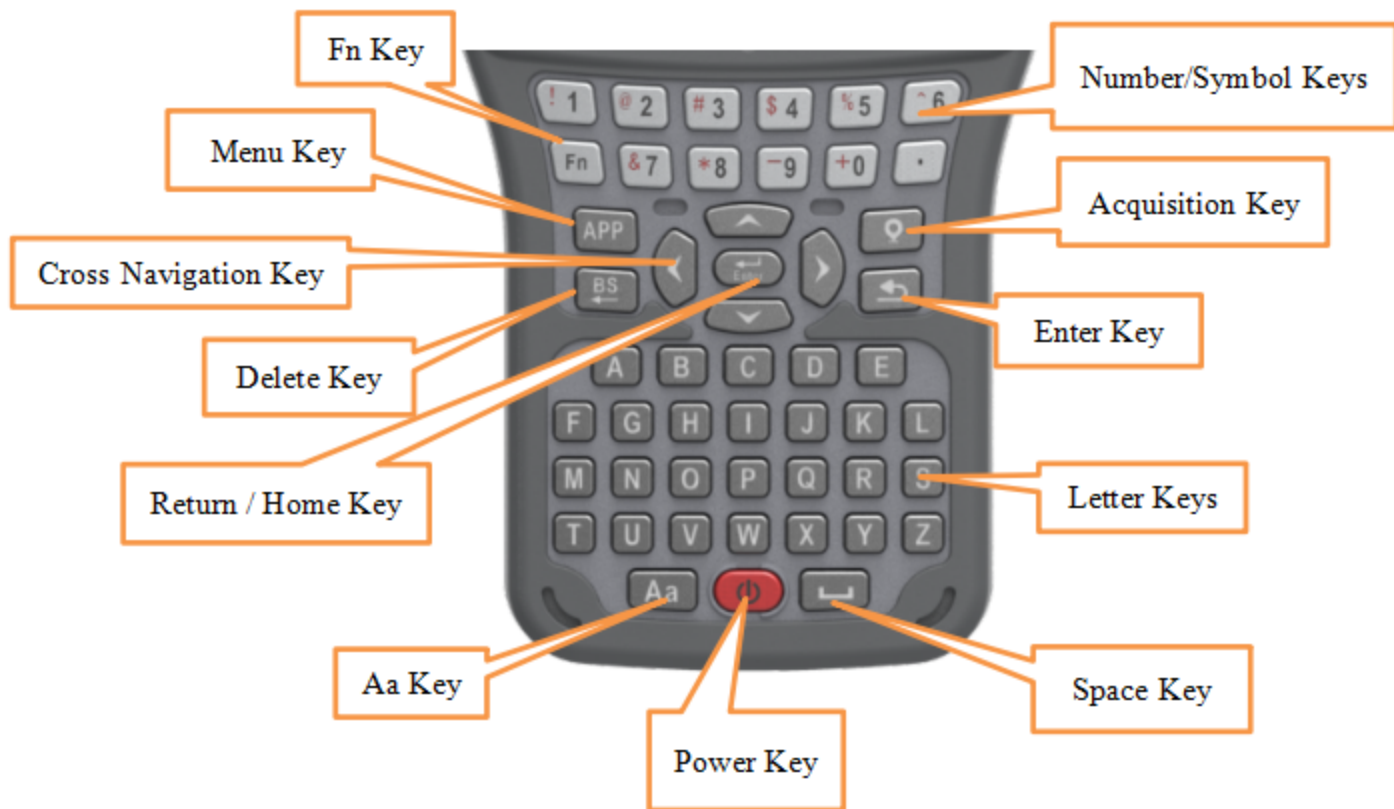 Fn Key
Number/Symbol Keys
! 1 @ 2 # 3 $ 4 % 5 ^ 6
Menu Key
Fn & 7 * 8 - 9 + 0 .
Acquisition Key
APP
Cross Navigation Key
Enter
BS
Enter Key
Delete Key
A B C D E
F G H I J K L
Return / Home Key
M N O P Q R S
Letter Keys
T U V W X Y Z
Aa
Aa Key
Space Key
Power Key